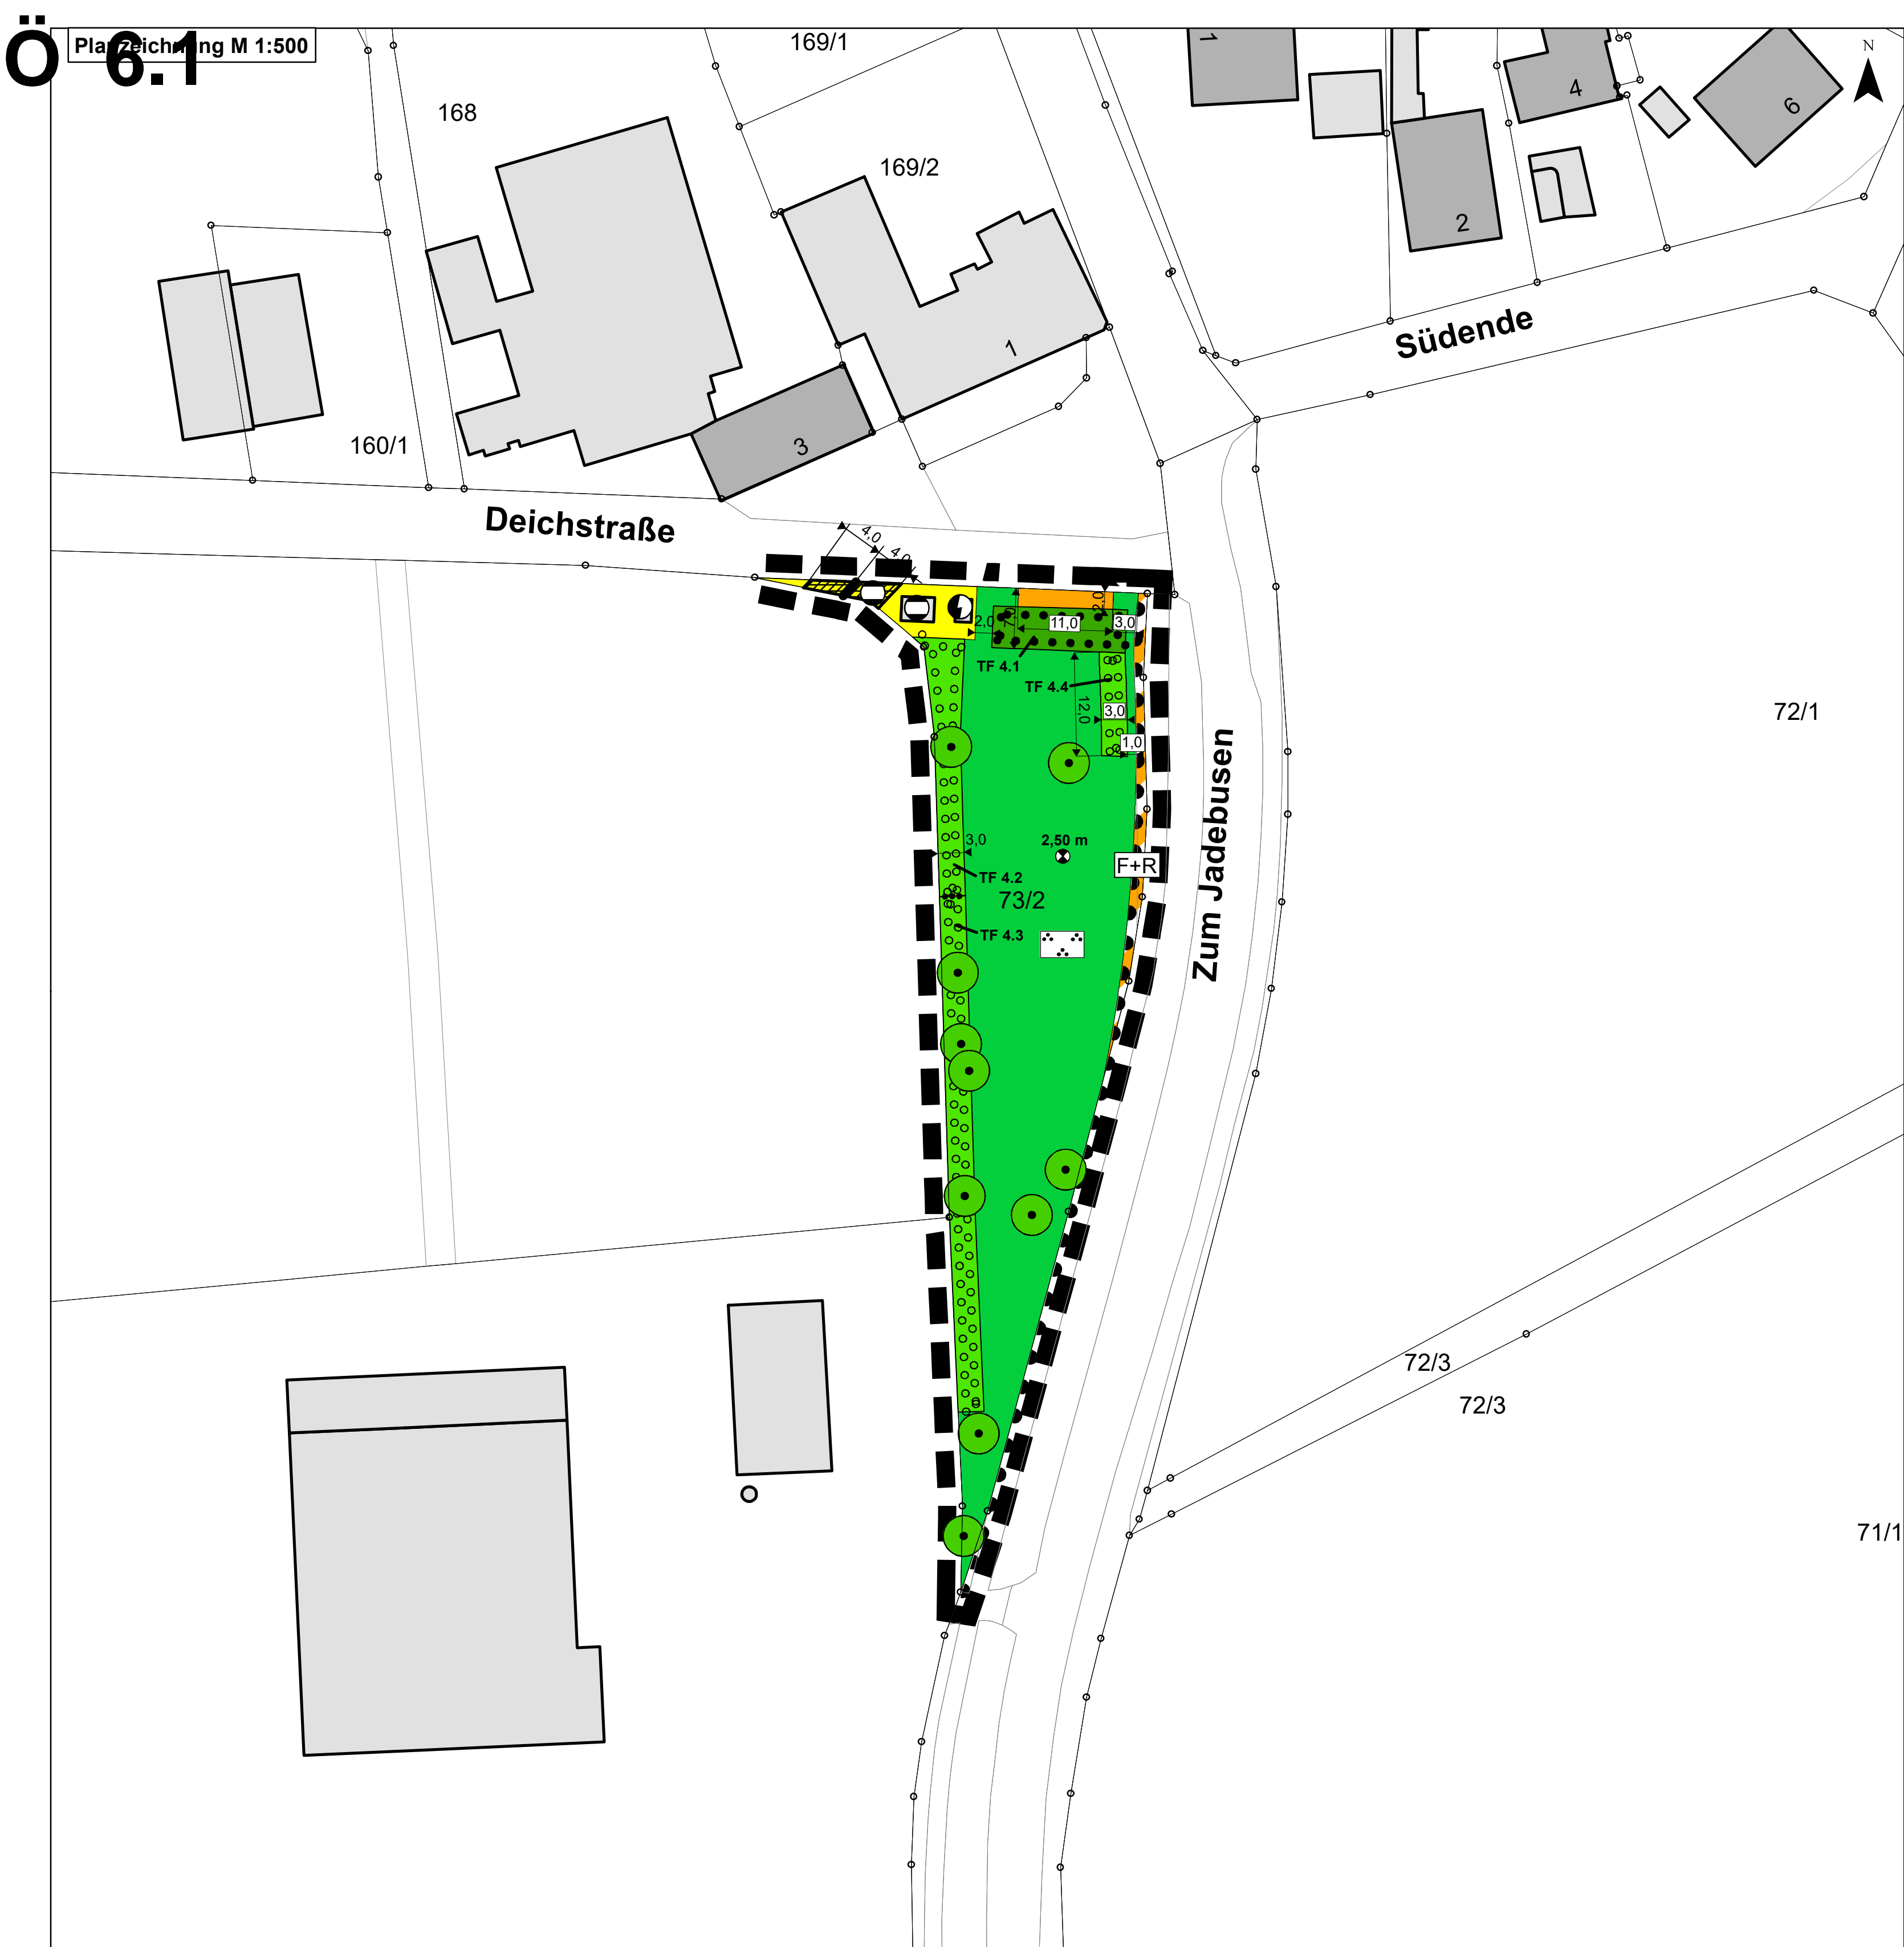 Ö 6.1
Planzeichnung M 1:500
169/1
N
1
4
6
168
169/2
2
Südende
1
3
160/1
Deichstraße
4,0
4,0
2,0
2,0
7,0
11,0
3,0
TF 4.1
TF 4.4
12,0
3,0
1,0
72/1
Zum Jadebusen
3,0
2,50 m
F+R
TF 4.2
73/2
TF 4.3
72/3
72/3
71/1